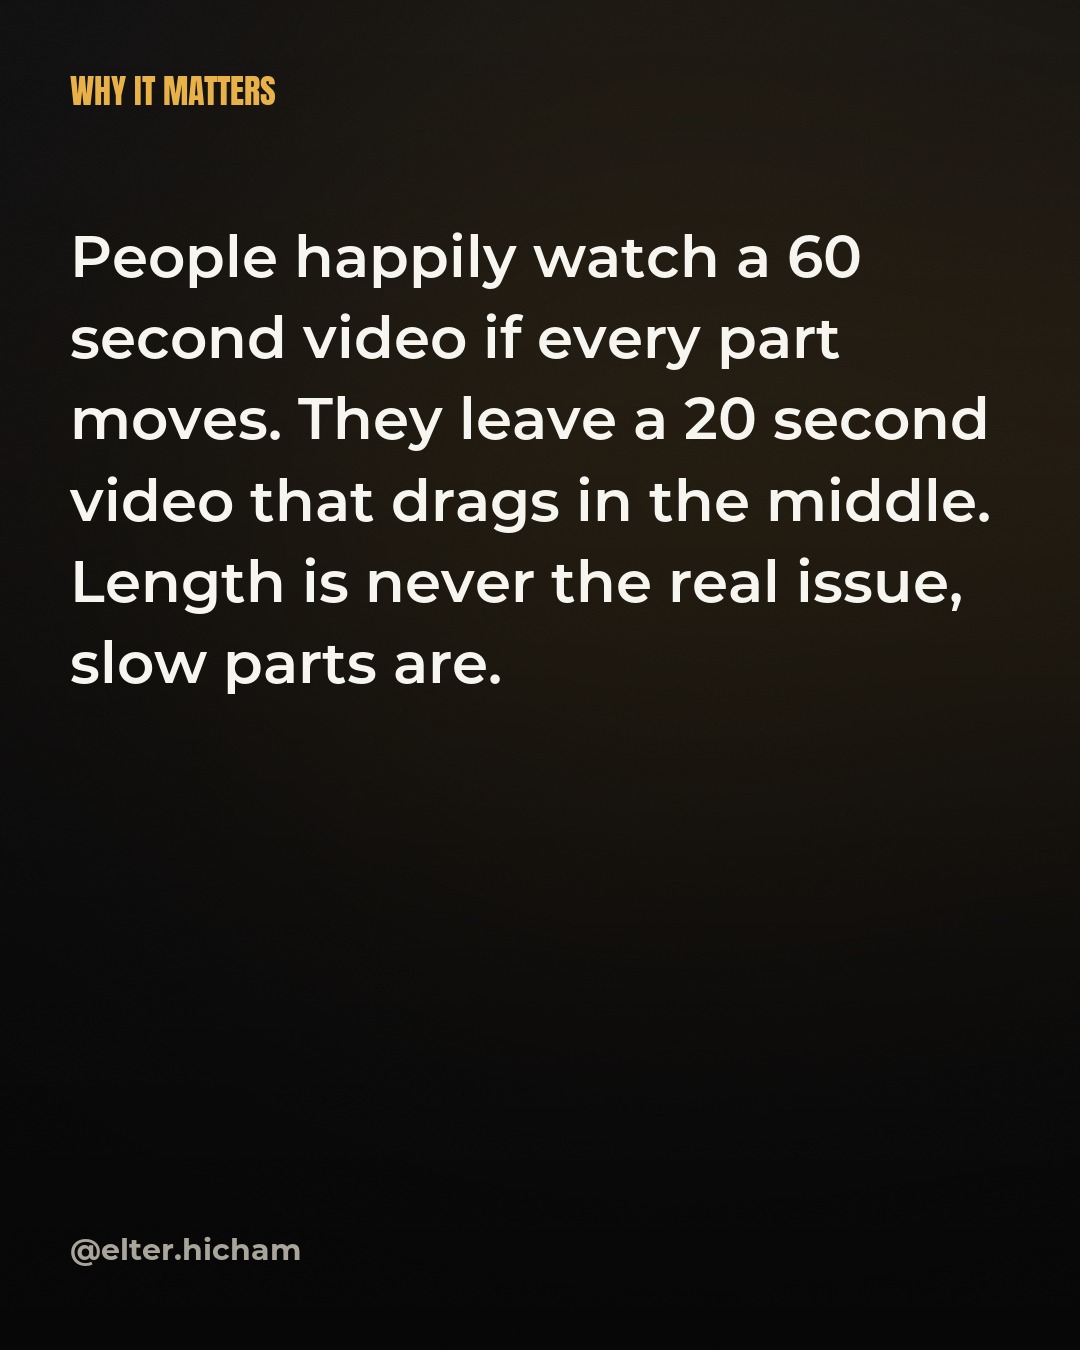 WHY IT MATTERS
People happily watch a 60
second video if every part
moves. They leave a 20 second
video that drags in the middle.
Length is never the real issue,
slow parts are.
@elter.hicham